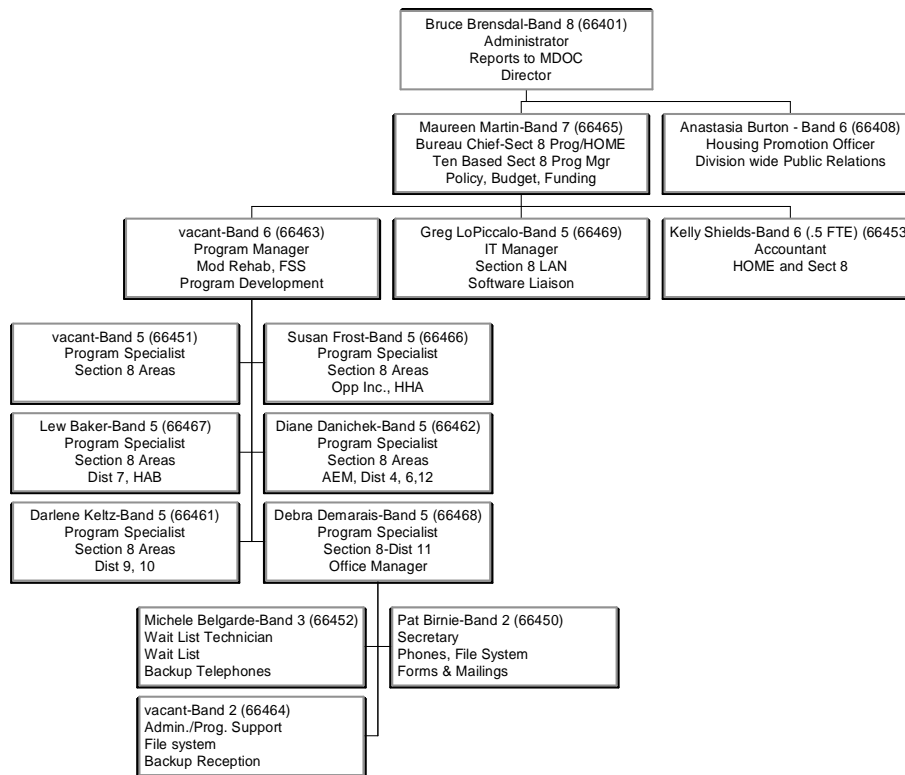 Bruce Brensdal-Band 8 (66401)
Administrator
Reports to MDOC
Director
Maureen Martin-Band 7 (66465)
Bureau Chief-Sect 8 Prog/HOME
Ten Based Sect 8 Prog Mgr
Policy, Budget, Funding
Anastasia Burton - Band 6 (66408)
Housing Promotion Officer
Division wide Public Relations
vacant-Band 6 (66463)
Program Manager
Mod Rehab, FSS
Program Development
Greg LoPiccalo-Band 5 (66469)
IT Manager
Section 8 LAN
Software Liaison
Kelly Shields-Band 6 (.5 FTE) (66453
Accountant
HOME and Sect 8
vacant-Band 5 (66451)
Program Specialist
Section 8 Areas
Susan Frost-Band 5 (66466)
Program Specialist
Section 8 Areas
Opp Inc., HHA
Lew Baker-Band 5 (66467)
Program Specialist
Section 8 Areas
Dist 7, HAB
Diane Danichek-Band 5 (66462)
Program Specialist
Section 8 Areas
AEM, Dist 4, 6,12
Darlene Keltz-Band 5 (66461)
Program Specialist
Section 8 Areas
Dist 9, 10
Debra Demarais-Band 5 (66468)
Program Specialist
Section 8-Dist 11
Office Manager
Michele Belgarde-Band 3 (66452)
Wait List Technician
Wait List
Backup Telephones
Pat Birnie-Band 2 (66450)
Secretary
Phones, File System
Forms & Mailings
vacant-Band 2 (66464)
Admin./Prog. Support
File system
Backup Reception